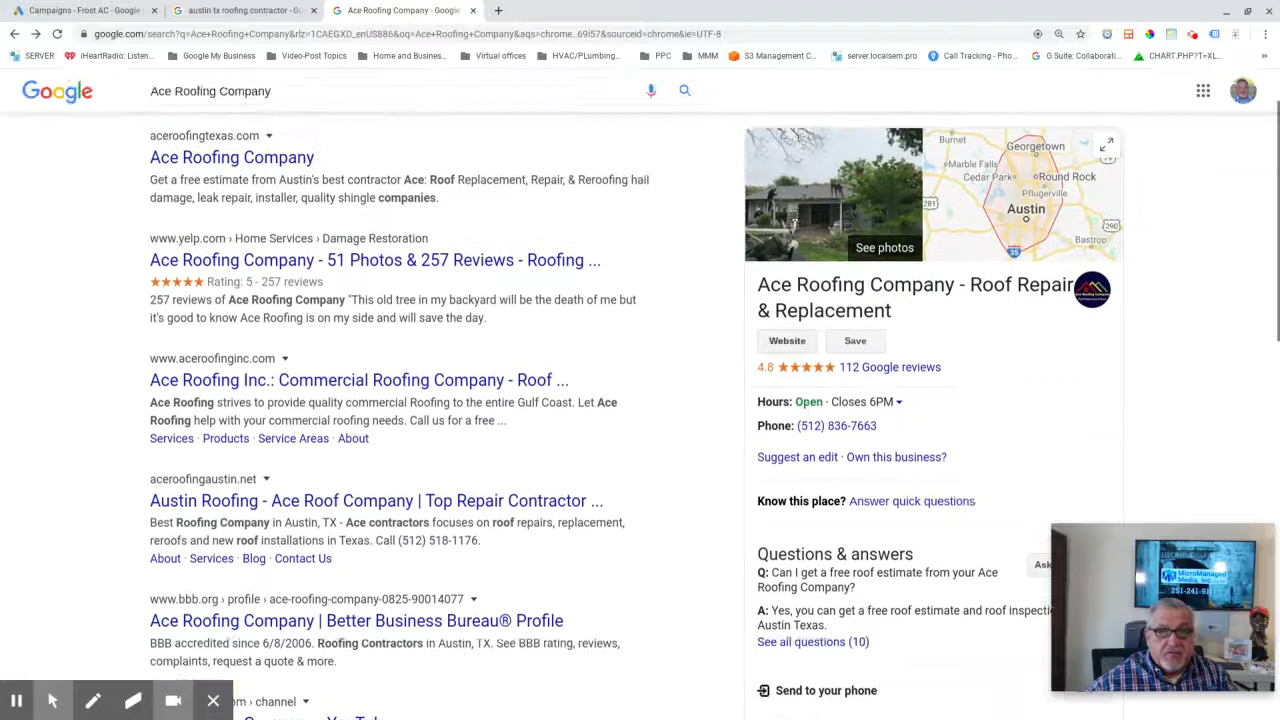 Campaigns - Frost AC - Google
austin tx roofing contractor - Go
Ace Roofing Company - Google
google.com/search?q=Ace+Roofing+Company&rlz=1CAEGXD_enUS886&oq=Ace+Roofing+Company&aqs=chrome..69i57&sourceid=chrome&ie=UTF-8
SERVER
iHeartRadio: Listen...
Google My Business
Video-Post Topics
Home and Busines...
Virtual offices
HVAC/PLumbing...
PPC
MMM
S3 Management C...
server.localsem.pro
Call Tracking - Pho...
G Suite: Collaborati...
CHART.PHP?T=XL...
Google
Ace Roofing Company
aceroofingtexas.com
Ace Roofing Company
Get a free estimate from Austin's best contractor Ace: Roof Replacement, Repair, & Reroofing hail
damage, leak repair, installer, quality shingle companies.
www.yelp.com › Home Services › Damage Restoration
Ace Roofing Company - 51 Photos & 257 Reviews - Roofing ...
Rating: 5 - 257 reviews
257 reviews of Ace Roofing Company "This old tree in my backyard will be the death of me but
it's good to know Ace Roofing is on my side and will save the day.
www.aceroofinginc.com
Ace Roofing Inc.: Commercial Roofing Company - Roof ...
Ace Roofing strives to provide quality commercial Roofing to the entire Gulf Coast. Let Ace
Roofing help with your commercial roofing needs. Call us for a free ...
Services · Products · Service Areas · About
aceroofingaustin.net
Austin Roofing - Ace Roof Company | Top Repair Contractor ...
Best Roofing Company in Austin, TX - Ace contractors focuses on roof repairs, replacement,
reroofs and new roof installations in Texas. Call (512) 518-1176.
About · Services · Blog · Contact Us
www.bbb.org › profile › ace-roofing-company-0825-90014077
Ace Roofing Company | Better Business Bureau® Profile
BBB accredited since 6/8/2006. Roofing Contractors in Austin, TX. See BBB rating, reviews,
complaints, request a quote & more.
om › channel
Burnet
Georgetown
Marble Falls
Cedar Park
Round Rock
Pflugerville
281
Austin
290
Bastrop
35
See photos
Ace Roofing Company - Roof Repair
& Replacement
Website
Save
4.8
112 Google reviews
Hours: Open · Closes 6PM
Phone: (512) 836-7663
Suggest an edit · Own this business?
Know this place? Answer quick questions
Questions & answers
Q: Can I get a free roof estimate from your Ace
Roofing Company?
Ask
A: Yes, you can get a free roof estimate and roof inspecti
Austin Texas.
See all questions (10)
Send to your phone
MicroManaged
Media, Inc.
251-241-91